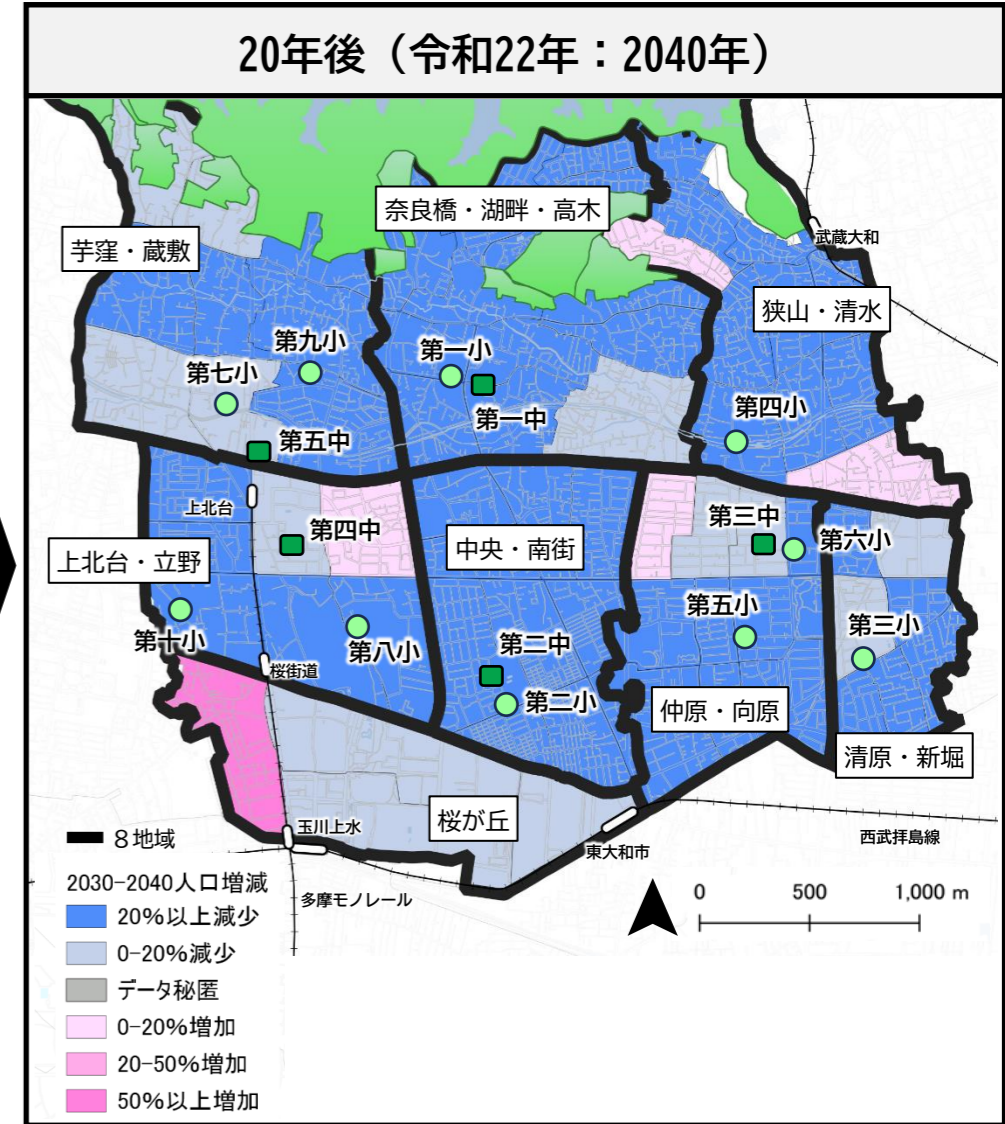 20年後（令和22年：2040年）
奈良橋・湖畔・高木
武蔵大和
芋窪・蔵敷
狭山・清水
第九小
第一小
第七小
第四小
第一中
第五中
上北台
第四中
第三中
中央・南街
第六小
上北台・立野
第五小
第三小
第十小
第八小
第二中
桜街道
第二小
仲原・向原
清原・新堀
桜が丘
玉川上水
西武拝島線
東大和市
８地域
2030-2040人口増減
多摩モノレール
0 500 1,000 m
20%以上減少
0-20%減少
データ秘匿
0-20%増加
20-50%増加
50%以上増加